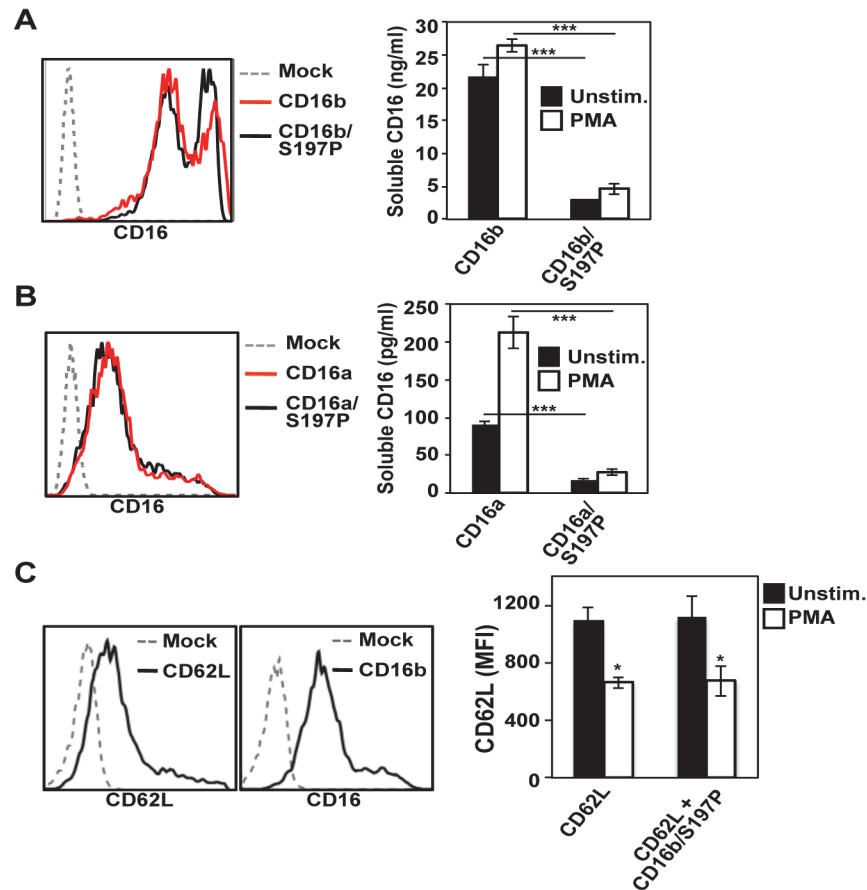 A
Mock
CD16b
CD16b/
S197P
CD16
Soluble CD16 (ng/ml)
30
25
20
15
10
5
0
***
***
Unstim.
PMA
CD16b
CD16b/
S197P
B
Mock
CD16a
CD16a/
S197P
CD16
Soluble CD16 (pg/ml)
250
200
150
100
50
0
***
***
Unstim.
PMA
CD16a
CD16a/
S197P
C
Mock
CD62L
CD62L
Mock
CD16b
CD16
CD62L (MFI)
1200
800
400
0
*
*
Unstim.
PMA
CD62L
CD62L +
CD16b/S197P